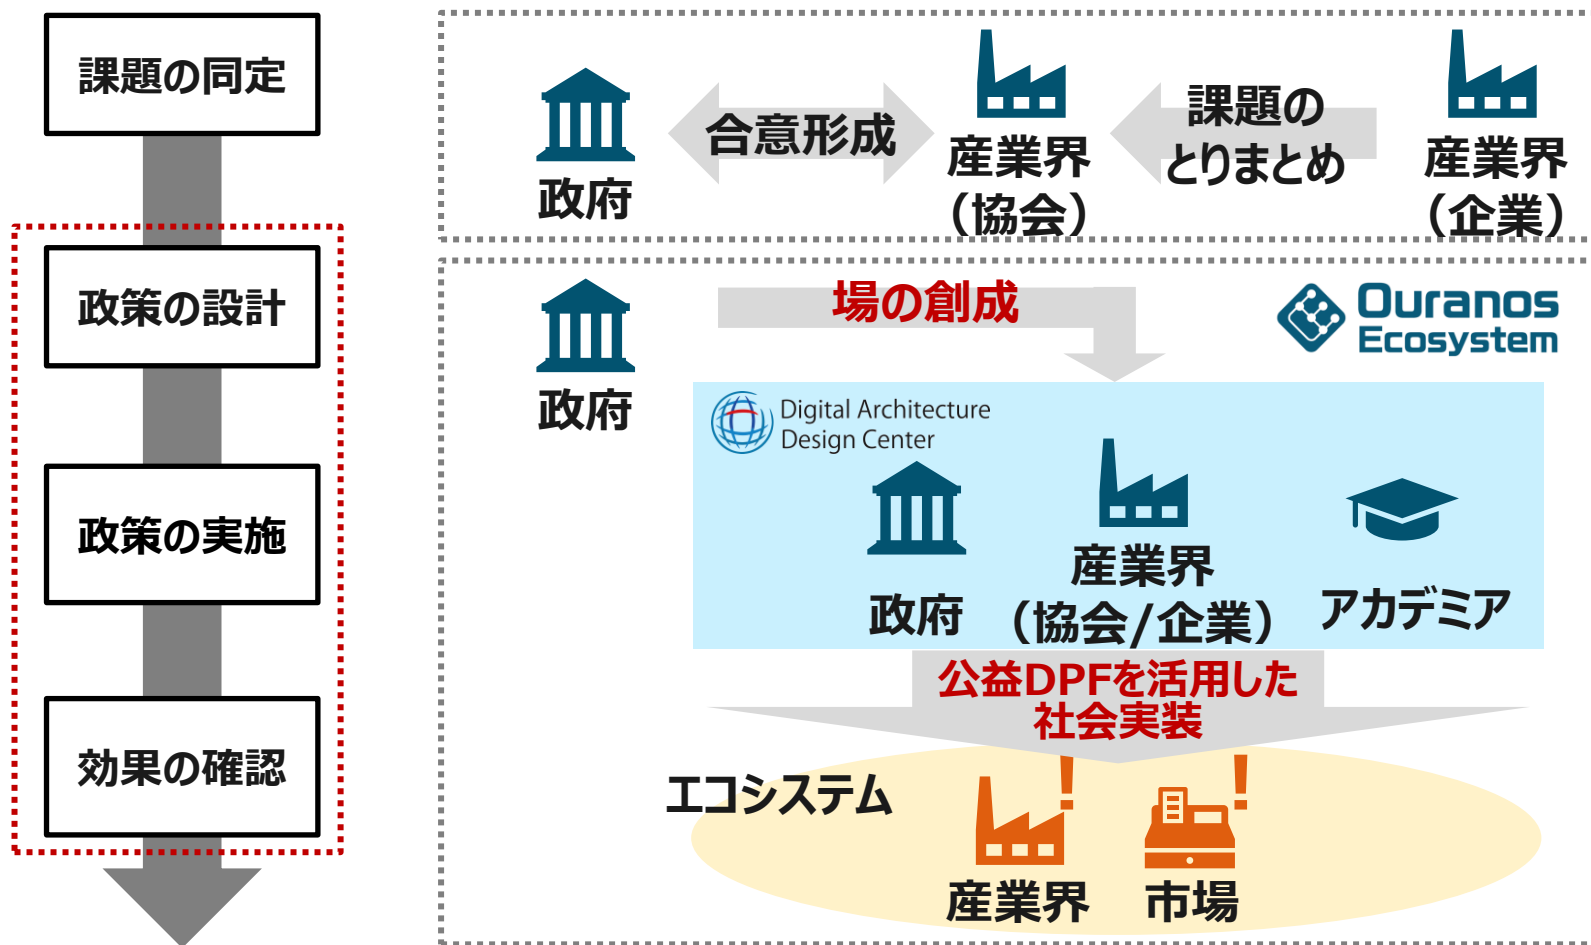 課題の同定
政策の設計
政策の実施
効果の確認
政府
合意形成
産業界
（協会）
課題の
とりまとめ
産業界
（企業）
政府
場の創成
Ouranos
Ecosystem
Digital Architecture
Design Center
政府
産業界
（協会/企業）
アカデミア
公益DPFを活用した
社会実装
エコシステム
!
!
産業界
市場